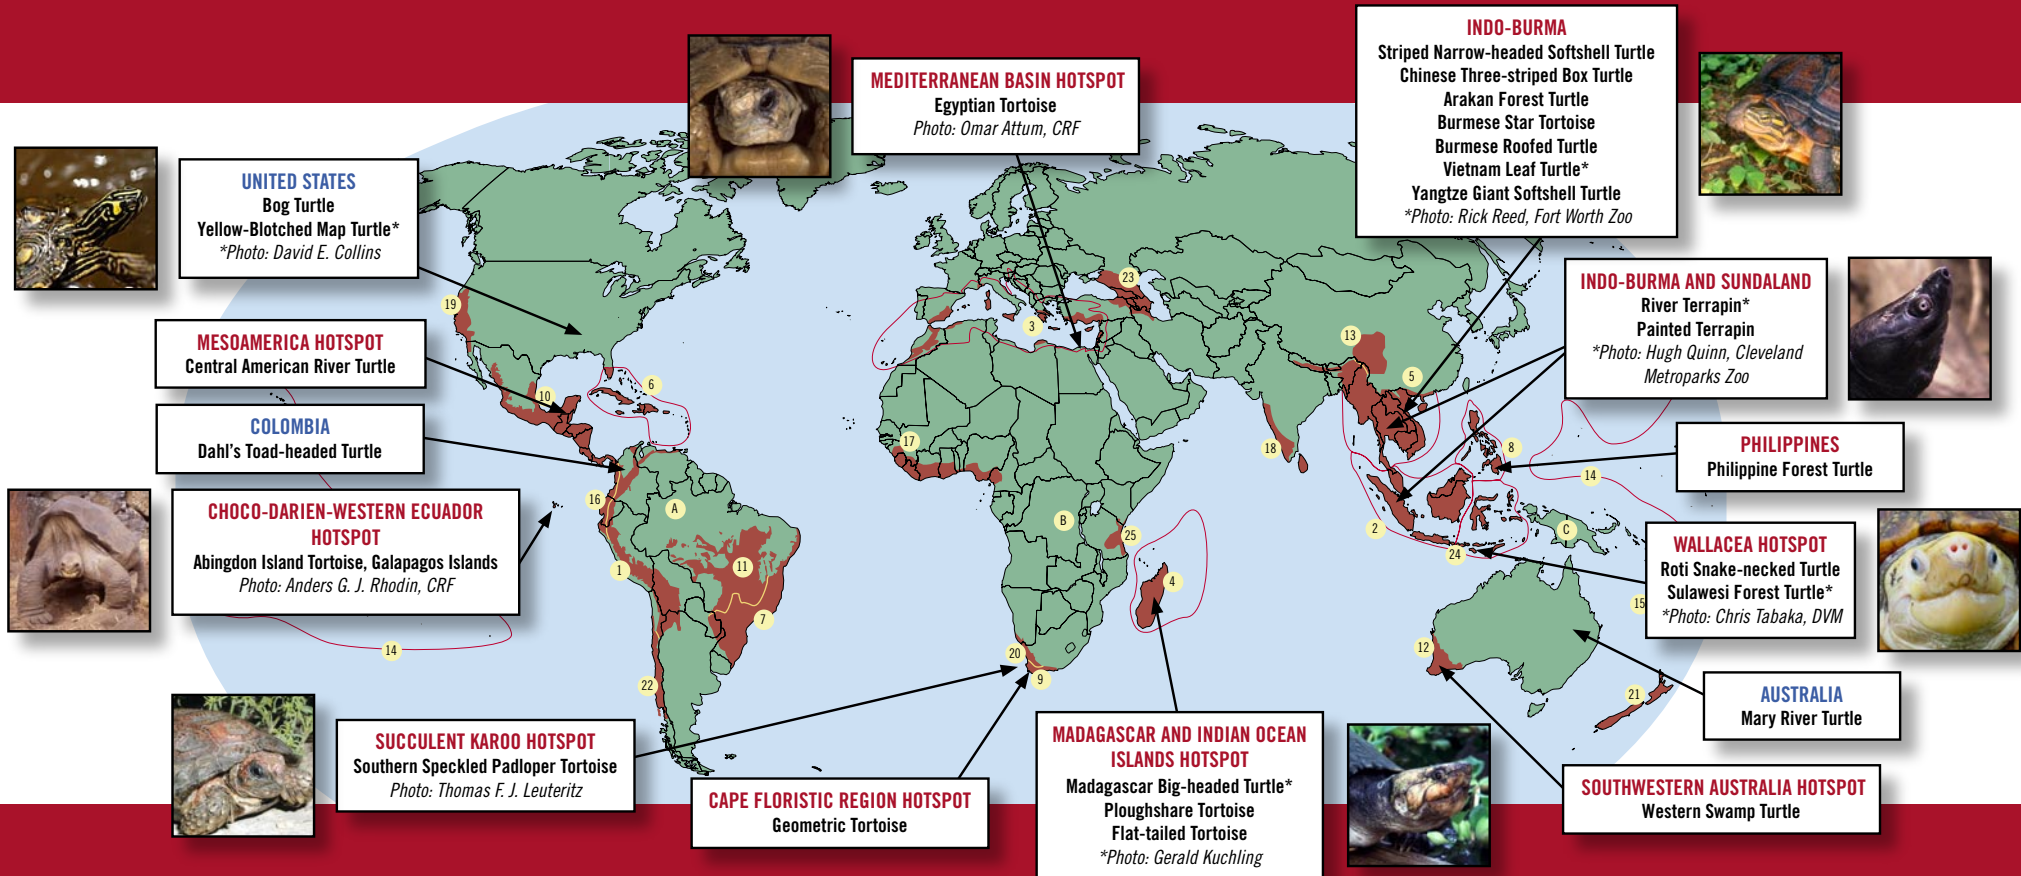 MEDITERRANEAN BASIN HOTSPOT
Egyptian Tortoise
Photo: Omar Attum, CRF
INDO-BURMA
Striped Narrow-headed Softshell Turtle
Chinese Three-striped Box Turtle
Arakan Forest Turtle
Burmese Star Tortoise
Burmese Roofed Turtle
Vietnam Leaf Turtle*
Yangtze Giant Softshell Turtle
*Photo: Rick Reed, Fort Worth Zoo
UNITED STATES
Bog Turtle
Yellow-Blotched Map Turtle*
*Photo: David E. Collins
INDO-BURMA AND SUNDALAND
River Terrapin*
Painted Terrapin
*Photo: Hugh Quinn, Cleveland
Metroparks Zoo
MESOAMERICA HOTSPOT
Central American River Turtle
COLOMBIA
Dahl's Toad-headed Turtle
PHILIPPINES
Philippine Forest Turtle
CHOCO-DARIEN-WESTERN ECUADOR
HOTSPOT
Abingdon Island Tortoise, Galapagos Islands
Photo: Anders G. J. Rhodin, CRF
WALLACEA HOTSPOT
Roti Snake-necked Turtle
Sulawesi Forest Turtle*
*Photo: Chris Tabaka, DVM
AUSTRALIA
Mary River Turtle
SUCCULENT KAROO HOTSPOT
Southern Speckled Padloper Tortoise
Photo: Thomas F. J. Leuteritz
CAPE FLORISTIC REGION HOTSPOT
Geometric Tortoise
MADAGASCAR AND INDIAN OCEAN
ISLANDS HOTSPOT
Madagascar Big-headed Turtle*
Ploughshare Tortoise
Flat-tailed Tortoise
*Photo: Gerald Kuchling
SOUTHWESTERN AUSTRALIA HOTSPOT
Western Swamp Turtle
23
19
3
13
5
6
10
17
18
8
14
16
A
B
C
2
25
24
1
11
4
15
7
14
12
20
9
22
21